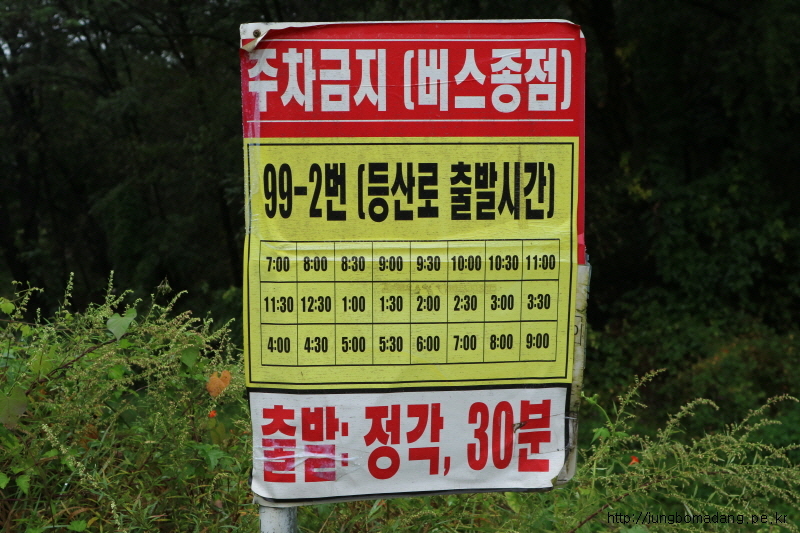 주차금지 (버스종점)
99-2번 (등산로 출발시간)
7:00 8:00 8:30 9:00 9:30 10:00 10:30 11:00
11:30 12:30 1:00 1:30 2:00 2:30 3:00 3:30
4:00 4:30 5:00 5:30 6:00 7:00 8:00 9:00
출발: 정각, 30분
http://jungbomadang.pe.kr